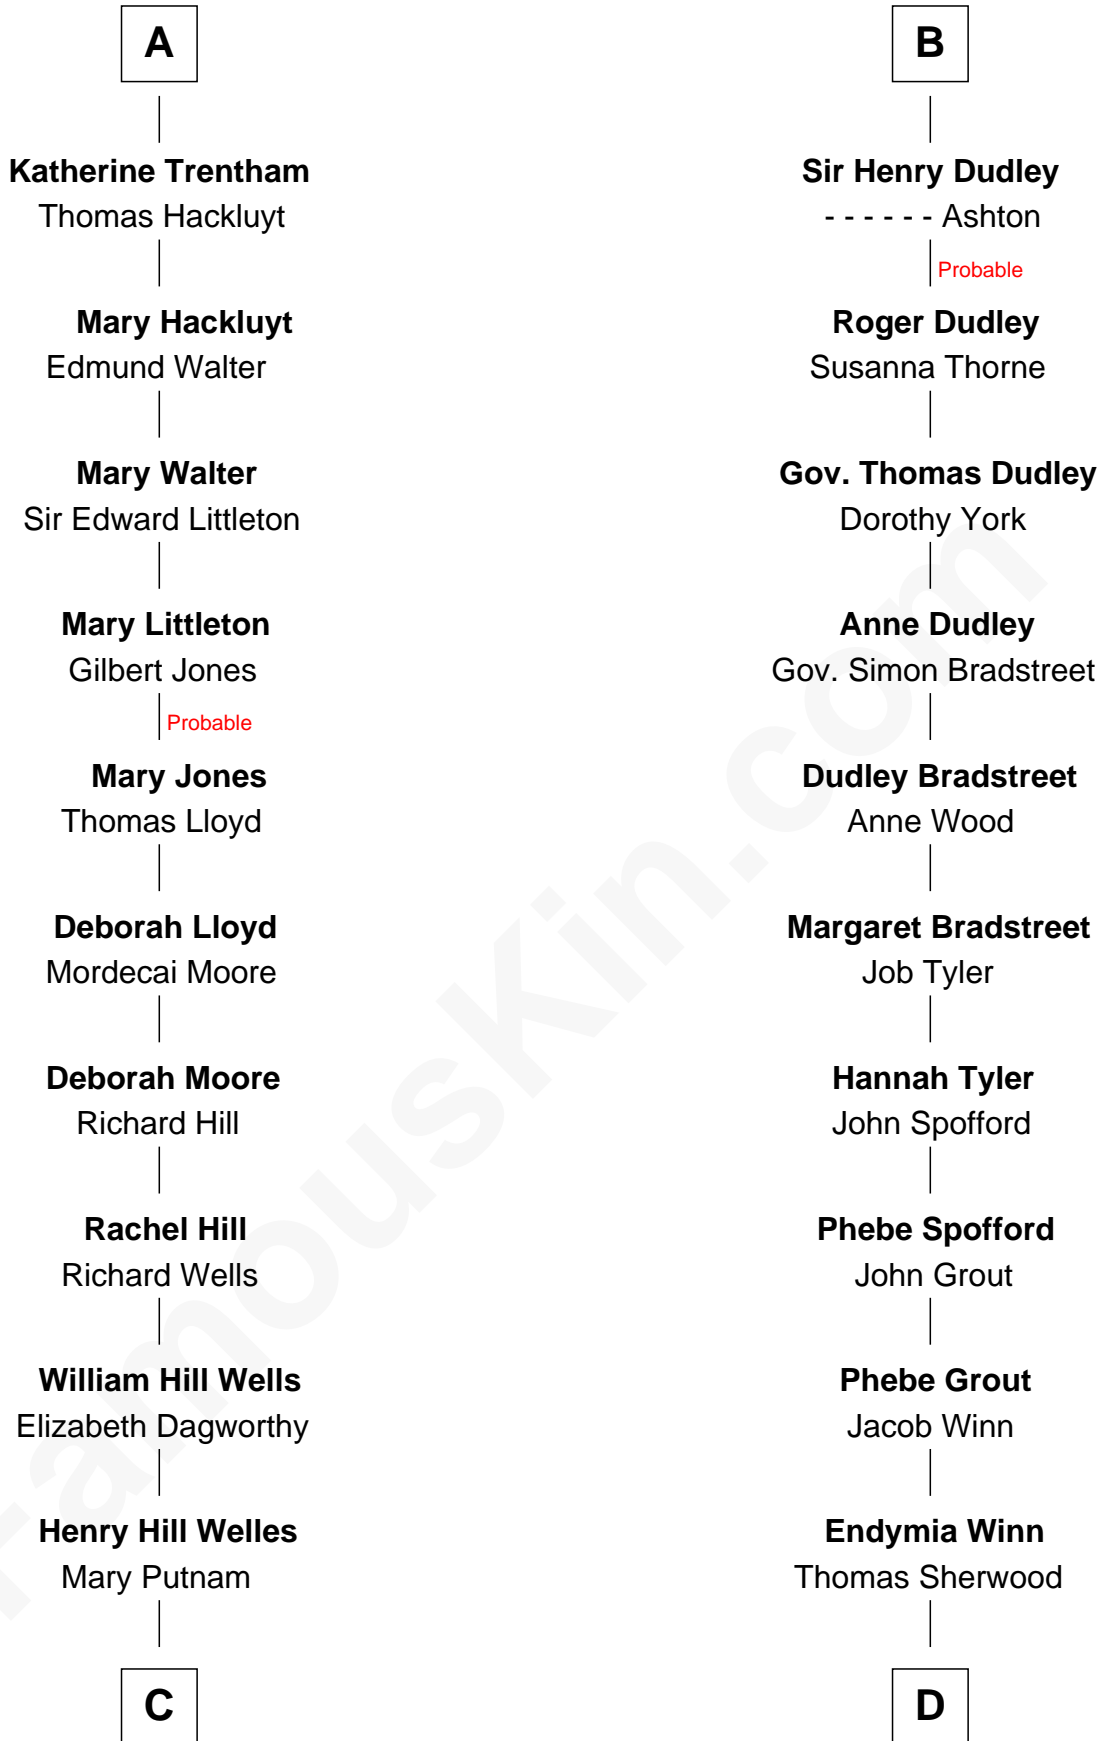 A
Katherine Trentham
Thomas Hackluyt
Mary Hackluyt
Edmund Walter
Mary Walter
Sir Edward Littleton
Mary Littleton
Gilbert Jones
Probable
Mary Jones
Thomas Lloyd
Deborah Lloyd
Mordecai Moore
Deborah Moore
Richard Hill
Rachel Hill
Richard Wells
William Hill Wells
Elizabeth Dagworthy
Henry Hill Welles
Mary Putnam
C
B
Sir Henry Dudley
- - - - - - Ashton
Probable
Roger Dudley
Susanna Thorne
Gov. Thomas Dudley
Dorothy York
Anne Dudley
Gov. Simon Bradstreet
Dudley Bradstreet
Anne Wood
Margaret Bradstreet
Job Tyler
Hannah Tyler
John Spofford
Phebe Spofford
John Grout
Phebe Grout
Jacob Winn
Endymia Winn
Thomas Sherwood
D
FamousKin.com